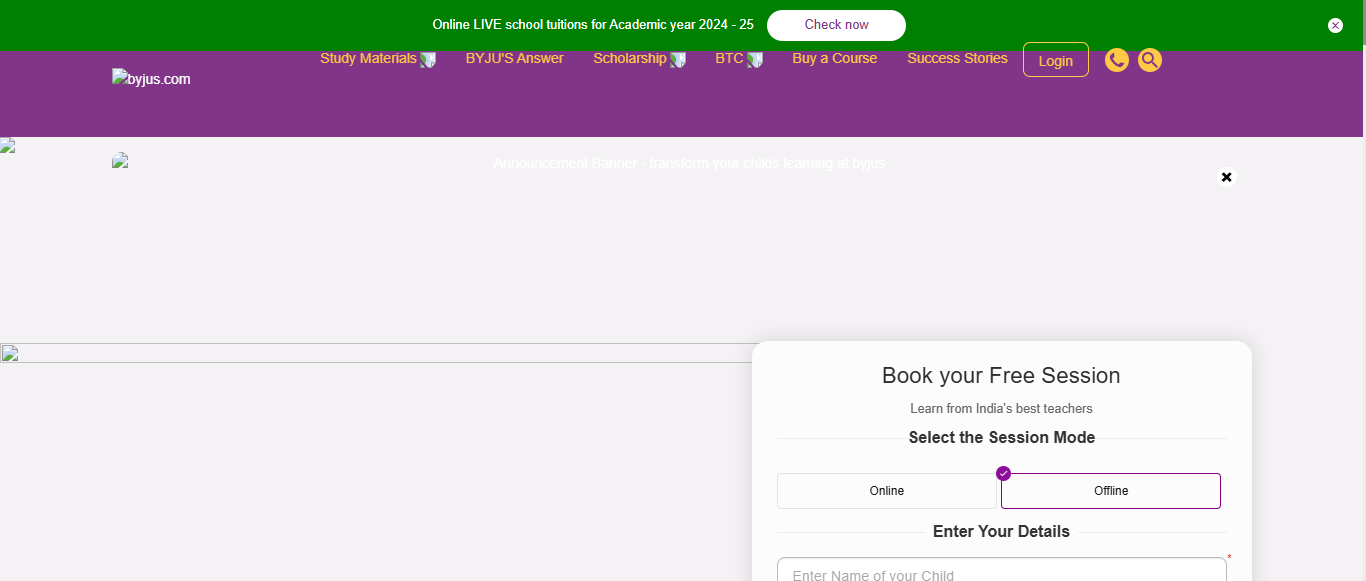 Online LIVE school tuitions for Academic year 2024 - 25 Check now
Study Materials BYJU'S Answer Scholarship BTC Buy a Course Success Stories Login
byjus.com
Announcement Banner - transform your childs learning at byjus
Book your Free Session
Learn from India's best teachers
Select the Session Mode
Online Offline
Enter Your Details
Enter Name of your Child *